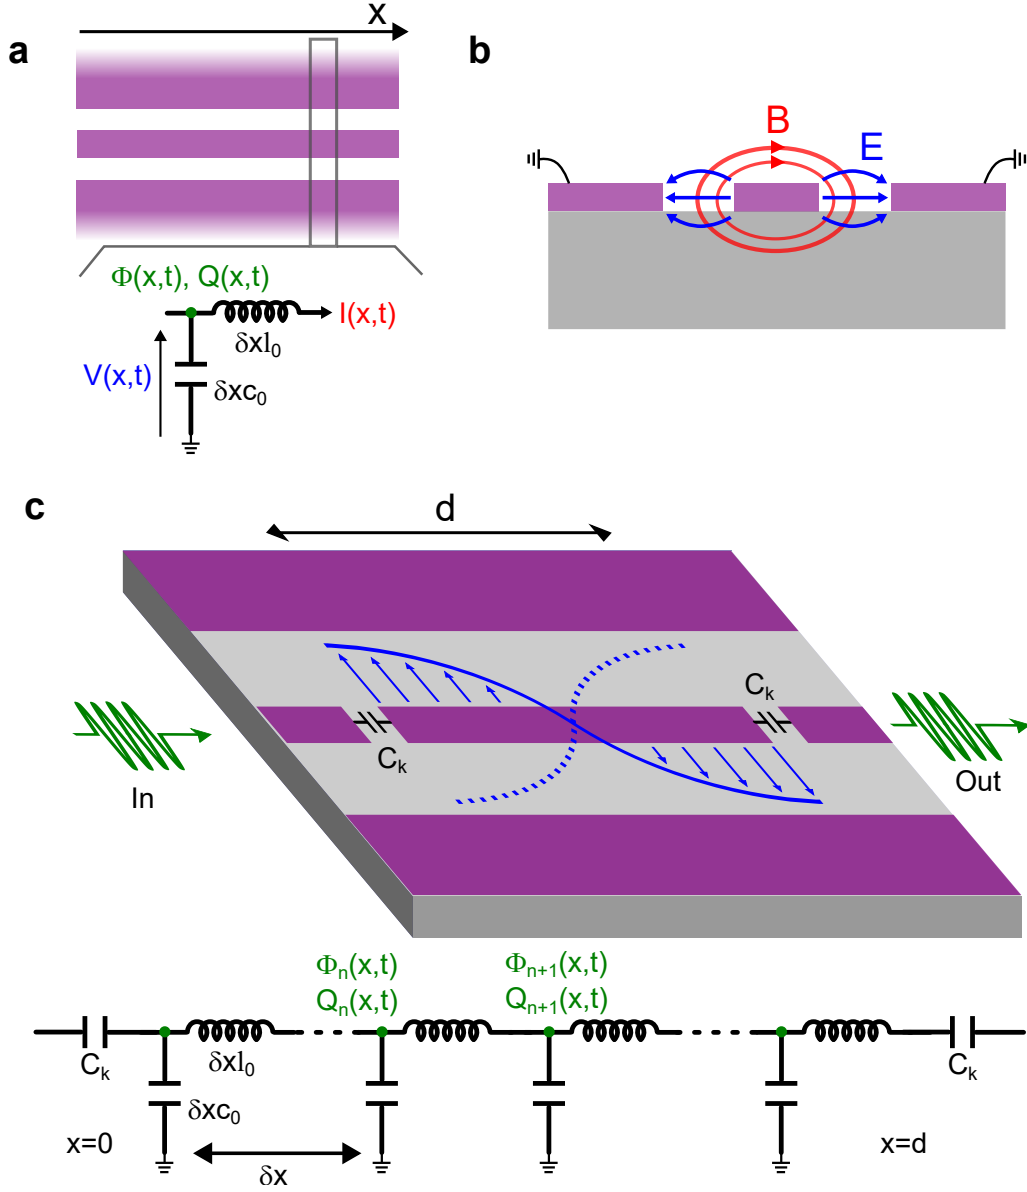 a
x
Φ(x,t), Q(x,t)
I(x,t)
δxl₀
V(x,t)
δxc₀
b
B
E
c
d
In
Cₖ
Cₖ
Out
Φₙ(x,t)
Qₙ(x,t)
Φₙ₊₁(x,t)
Qₙ₊₁(x,t)
Cₖ
δxl₀
Cₖ
δxc₀
x=0
δx
x=d